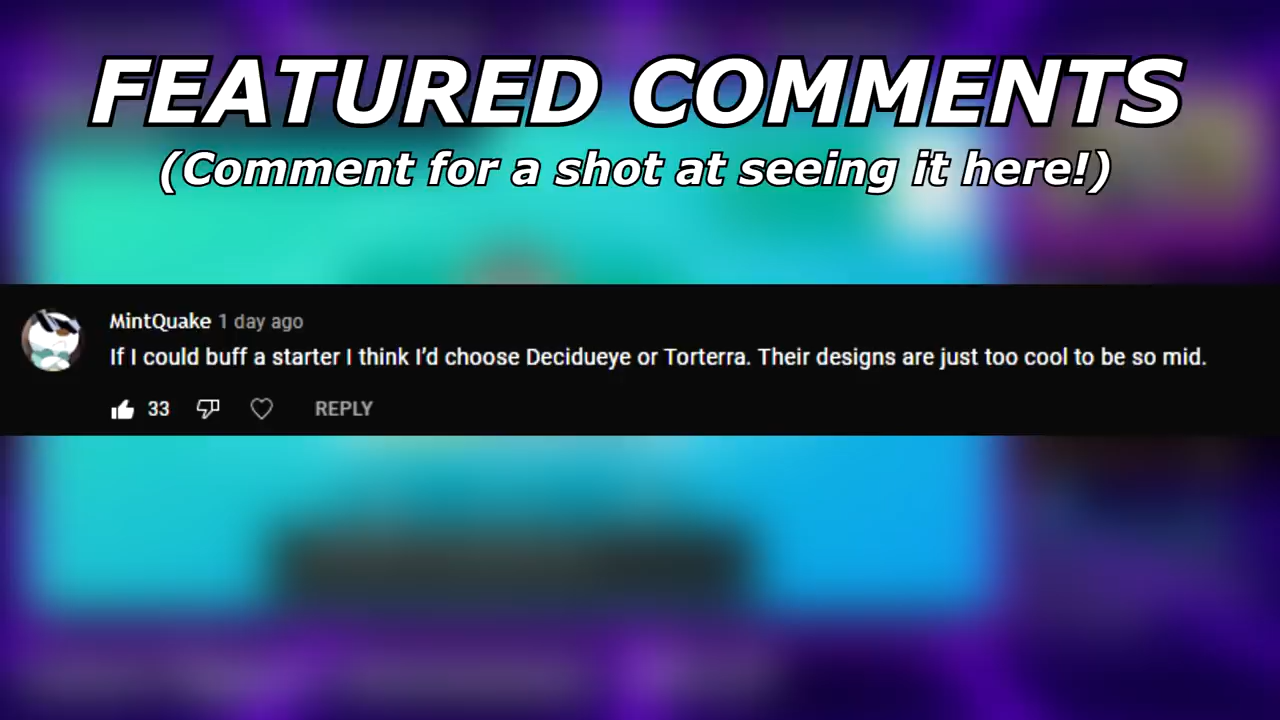 FEATURED COMMENTS
(Comment for a shot at seeing it here!)
MintQuake 1 day ago
If I could buff a starter I think I'd choose Decidueye or Torterra. Their designs are just too cool to be so mid.
33 REPLY